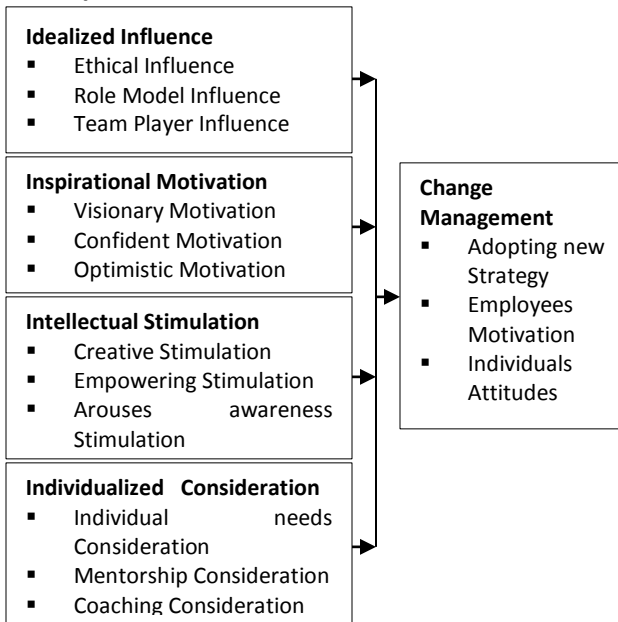 Idealized Influence
▪ Ethical Influence
▪ Role Model Influence
▪ Team Player Influence
Inspirational Motivation
▪ Visionary Motivation
▪ Confident Motivation
▪ Optimistic Motivation
Intellectual Stimulation
▪ Creative Stimulation
▪ Empowering Stimulation
▪ Arouses awareness
Stimulation
Individualized Consideration
▪ Individual needs
Consideration
▪ Mentorship Consideration
▪ Coaching Consideration
Change
Management
▪ Adopting new
Strategy
▪ Employees
Motivation
▪ Individuals
Attitudes